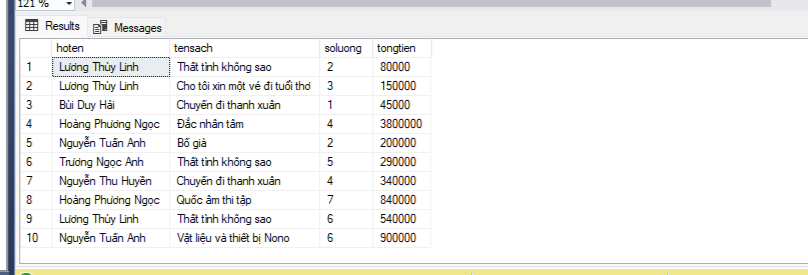 121 %
Results Messages
hoten tensach soluong tongtien
1 Lương Thùy Linh Thất tình không sao 2 80000
2 Lương Thùy Linh Cho tôi xin một vé đi tuổi thơ 3 150000
3 Bùi Duy Hải Chuyến đi thanh xuân 1 45000
4 Hoàng Phương Ngọc Đắc nhân tâm 4 3800000
5 Nguyễn Tuấn Anh Bố già 2 200000
6 Trương Ngọc Anh Thất tình không sao 5 290000
7 Nguyễn Thu Huyền Chuyến đi thanh xuân 4 340000
8 Hoàng Phương Ngọc Quốc âm thi tập 7 840000
9 Lương Thùy Linh Thất tình không sao 6 540000
10 Nguyễn Tuấn Anh Vật liệu và thiết bị Nono 6 900000